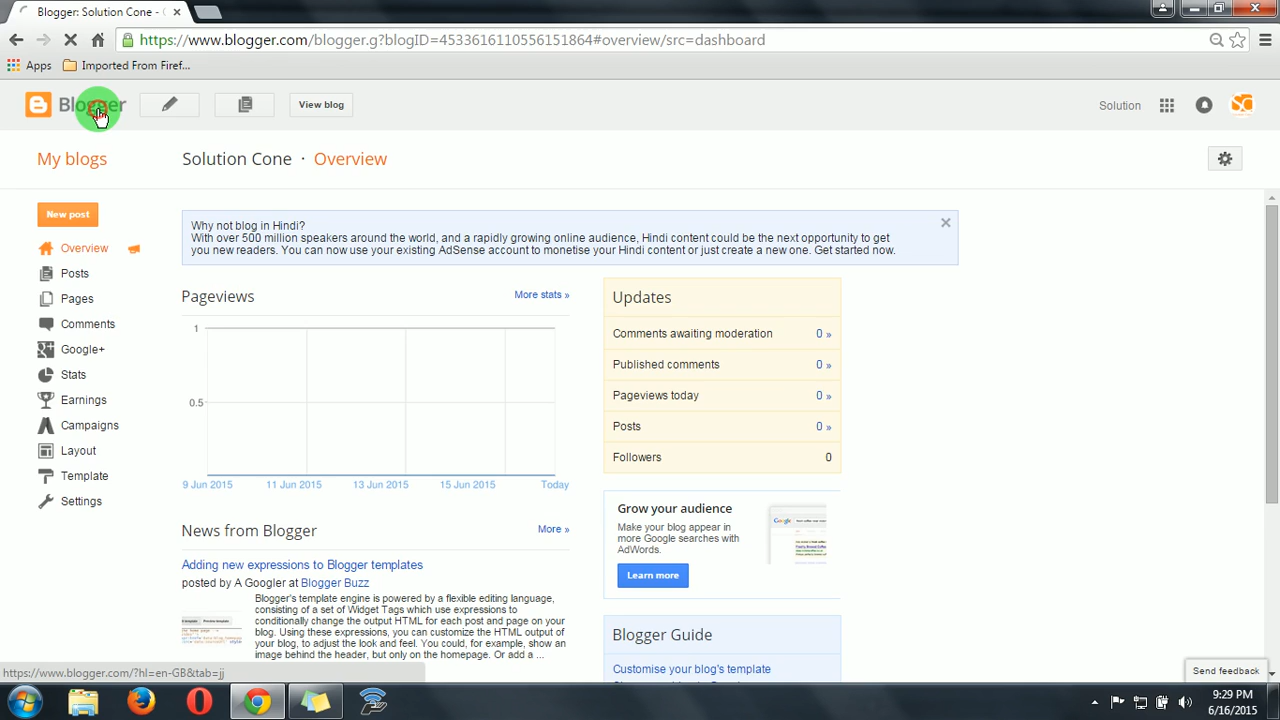 Blogger: Solution Cone - (
https://www.blogger.com/blogger.g?blogID=4533616110556151864#overview/src=dashboard
Apps
Imported From Firef...
Blogger
View blog
Solution
My blogs
Solution Cone · Overview
New post
Overview
Posts
Pages
Comments
Google+
Stats
Earnings
Campaigns
Layout
Template
Settings
Why not blog in Hindi?
With over 500 million speakers around the world, and a rapidly growing online audience, Hindi content could be the next opportunity to get
you new readers. You can now use your existing AdSense account to monetise your Hindi content or just create a new one. Get started now.
Pageviews
More stats »
1
0.5
9 Jun 2015
11 Jun 2015
13 Jun 2015
15 Jun 2015
Today
News from Blogger
More »
Adding new expressions to Blogger templates
posted by A Googler at Blogger Buzz
Blogger's template engine is powered by a flexible editing language,
consisting of a set of Widget Tags which use expressions to
conditionally change the output HTML for each post and page on your
blog. Using these expressions, you can customize the HTML output of
your blog, to adjust the look and feel. You could, for example, show an
image behind the header, but only on the homepage. Or add a ...
Updates
Comments awaiting moderation 0 »
Published comments 0 »
Pageviews today 0 »
Posts 0 »
Followers 0
Grow your audience
Make your blog appear in
more Google searches with
AdWords.
Learn more
Google
Blogger Guide
Customise your blog's template
Send feedback
https://www.blogger.com/?hl=en-GB&tab=jj
9:29 PM
6/16/2015